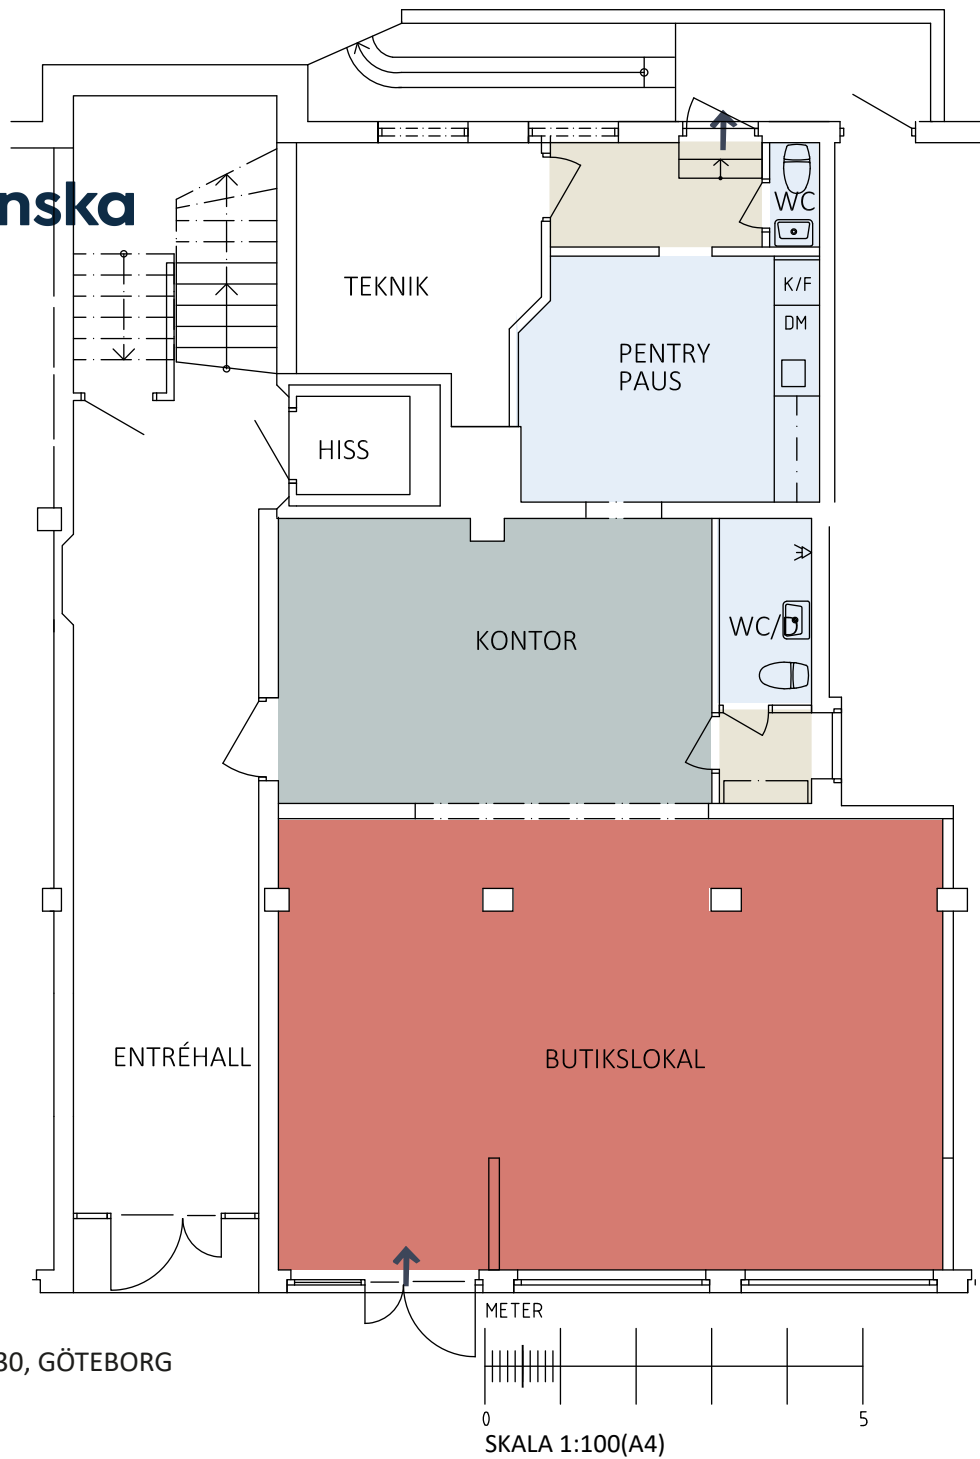 nska
WC
TEKNIK
K/F
DM
PENTRY
PAUS
HISS
KONTOR
WC/D
ENTRÉHALL
BUTIKSLOKAL
METER
30, GÖTEBORG
0
5
SKALA 1:100(A4)